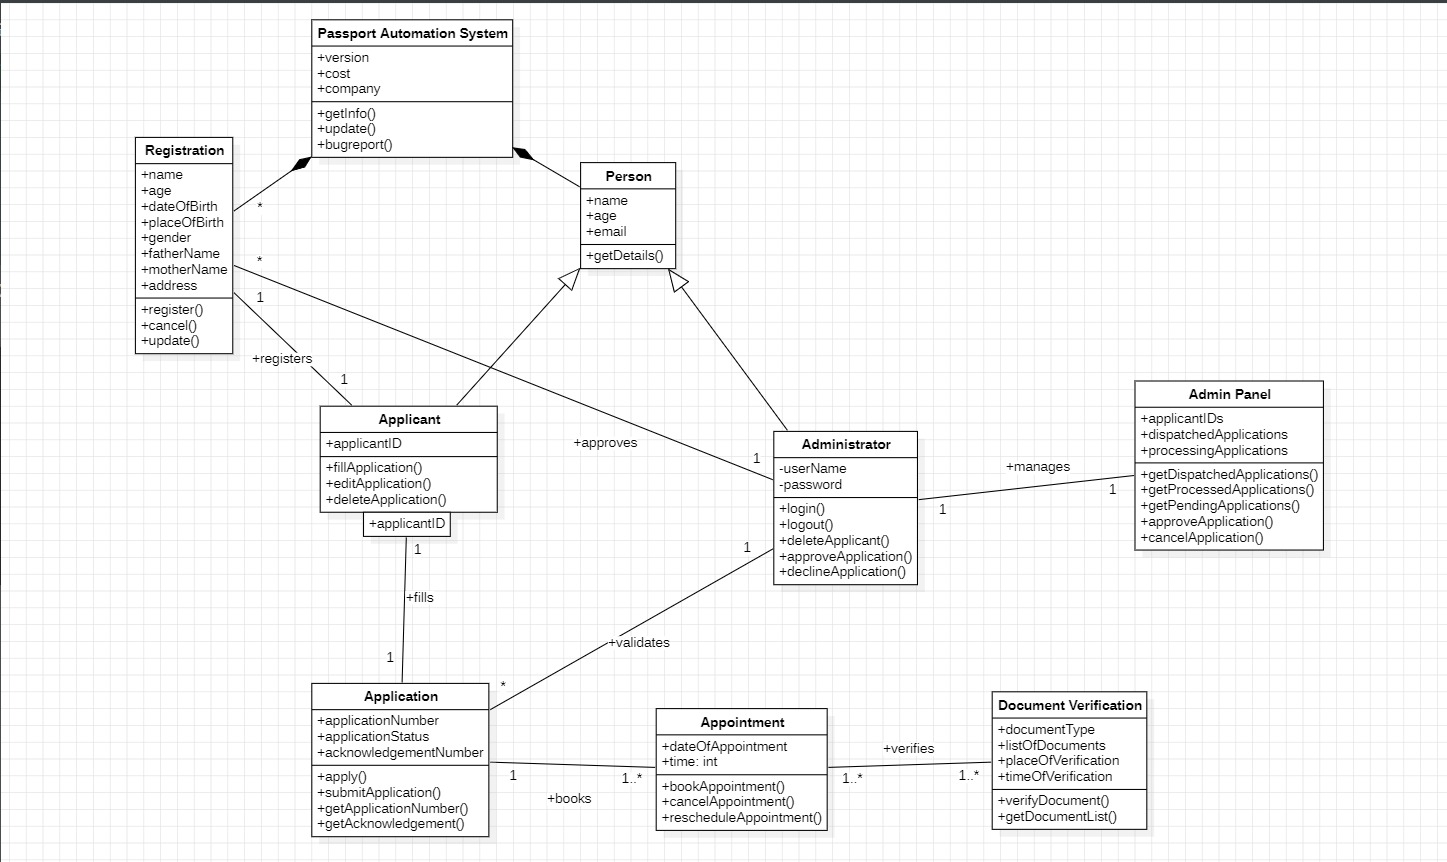 Passport Automation System
+version
+cost
+company
+getInfo()
+update()
+bugreport()
Registration
+name
+age
+dateOfBirth
+placeOfBirth
+gender
+fatherName
+motherName
+address
+register()
+cancel()
+update()
*
*
1
+registers
1
Person
+name
+age
+email
+getDetails()
Applicant
+applicantID
+fillApplication()
+editApplication()
+deleteApplication()
+applicantID
1
+fills
1
+approves
1
Administrator
-userName
-password
+login()
+logout()
+deleteApplicant()
+approveApplication()
+declineApplication()
1
+manages
1
Admin Panel
+applicantIDs
+dispatchedApplications
+processingApplications
+getDispatchedApplications()
+getProcessedApplications()
+getPendingApplications()
+approveApplication()
+cancelApplication()
1
+validates
*
Application
+applicationNumber
+applicationStatus
+acknowledgementNumber
+apply()
+submitApplication()
+getApplicationNumber()
+getAcknowledgement()
1
+books
1..*
Appointment
+dateOfAppointment
+time: int
+bookAppointment()
+cancelAppointment()
+rescheduleAppointment()
1..*
+verifies
1..*
Document Verification
+documentType
+listOfDocuments
+placeOfVerification
+timeOfVerification
+verifyDocument()
+getDocumentList()